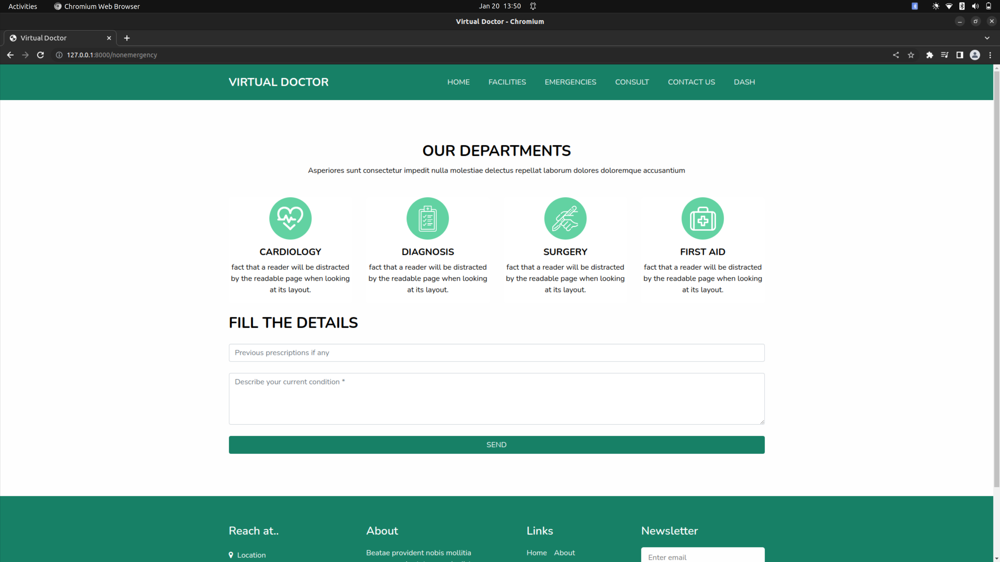 Activities
Chromium Web Browser
Jan 20 13:50
Virtual Doctor - Chromium
Virtual Doctor
127.0.0.1:8000/nonemergency
VIRTUAL DOCTOR
HOME
FACILITIES
EMERGENCIES
CONSULT
CONTACT US
DASH
OUR DEPARTMENTS
Asperiores sunt consectetur impedit nulla molestiae delectus repellat laborum dolores doloremque accusantium
CARDIOLOGY
fact that a reader will be distracted
by the readable page when looking
at its layout.
DIAGNOSIS
fact that a reader will be distracted
by the readable page when looking
at its layout.
SURGERY
fact that a reader will be distracted
by the readable page when looking
at its layout.
FIRST AID
fact that a reader will be distracted
by the readable page when looking
at its layout.
FILL THE DETAILS
Previous prescriptions if any
Describe your current condition *
SEND
Reach at..
Location
About
Beatae provident nobis mollitia
Links
Home About
Newsletter
Enter email